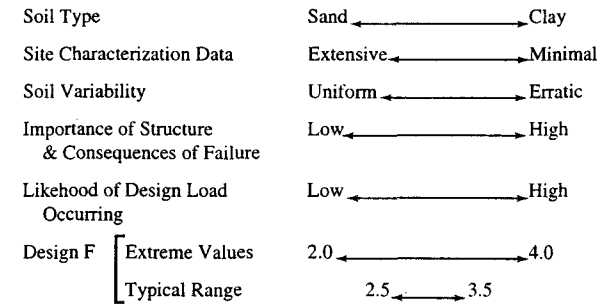 Soil Type Sand Clay
Site Characterization Data Extensive Minimal
Soil Variability Uniform Erratic
Importance of Structure Low High
& Consequences of Failure
Likehood of Design Load Low High
Occurring
Design F Extreme Values 2.0 4.0
Typical Range 2.5 3.5